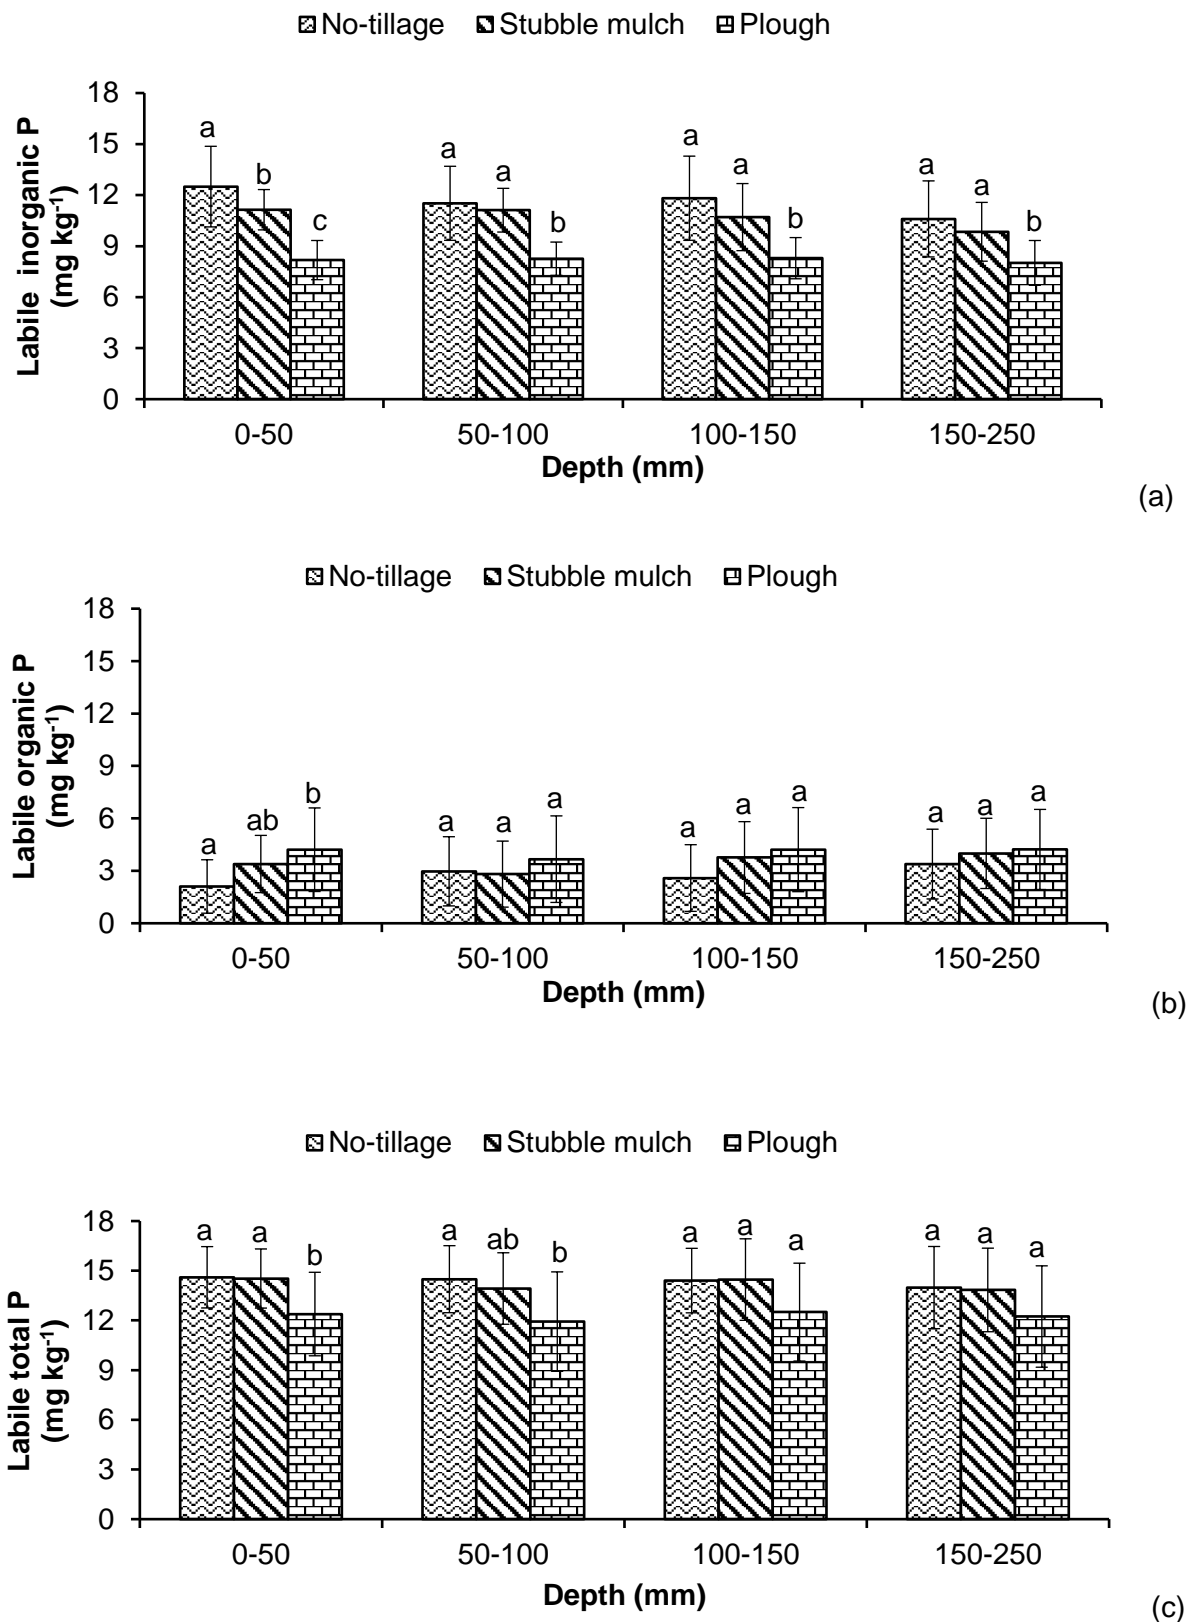 No-tillage Stubble mulch Plough
Labile inorganic P
(mg kg-1)
18
15
12
9
6
3
0
a b c a a b a a b a a b
0-50 50-100 100-150 150-250
Depth (mm)
(a)
No-tillage Stubble mulch Plough
Labile organic P
(mg kg-1)
18
15
12
9
6
3
0
a ab b a a a a a a a a a
0-50 50-100 100-150 150-250
Depth (mm)
(b)
No-tillage Stubble mulch Plough
Labile total P
(mg kg-1)
18
15
12
9
6
3
0
a a b a ab b a a a a a a
0-50 50-100 100-150 150-250
Depth (mm)
(c)